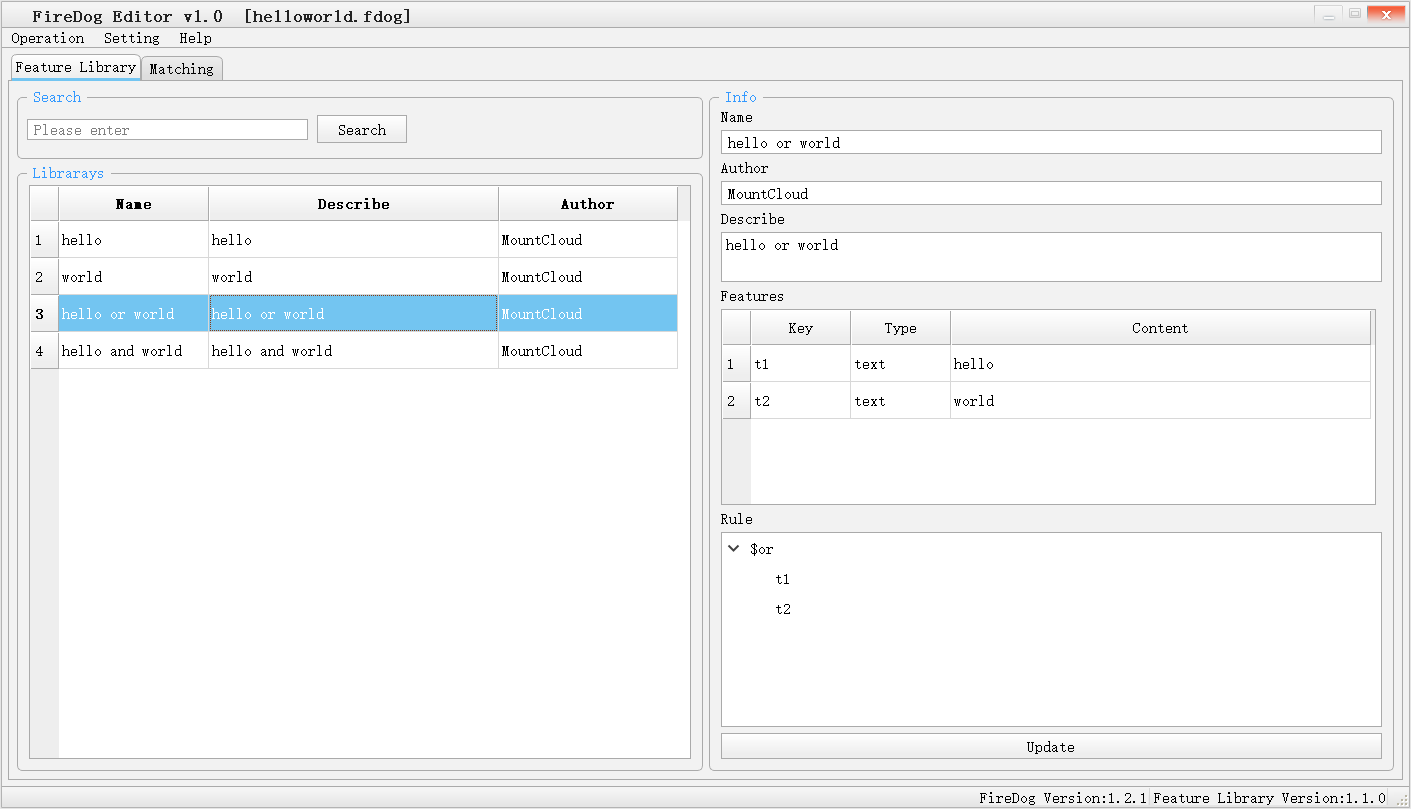 FireDog Editor v1.0 [helloworld.fdog]
Operation Setting Help
Feature Library Matching
Search
Please enter Search
Librarays
Name Describe Author
1 hello hello MountCloud
2 world world MountCloud
3 hello or world hello or world MountCloud
4 hello and world hello and world MountCloud
Info
Name
hello or world
Author
MountCloud
Describe
hello or world
Features
Key Type Content
1 t1 text hello
2 t2 text world
Rule
$or
t1
t2
Update
FireDog Version:1.2.1 Feature Library Version:1.1.0